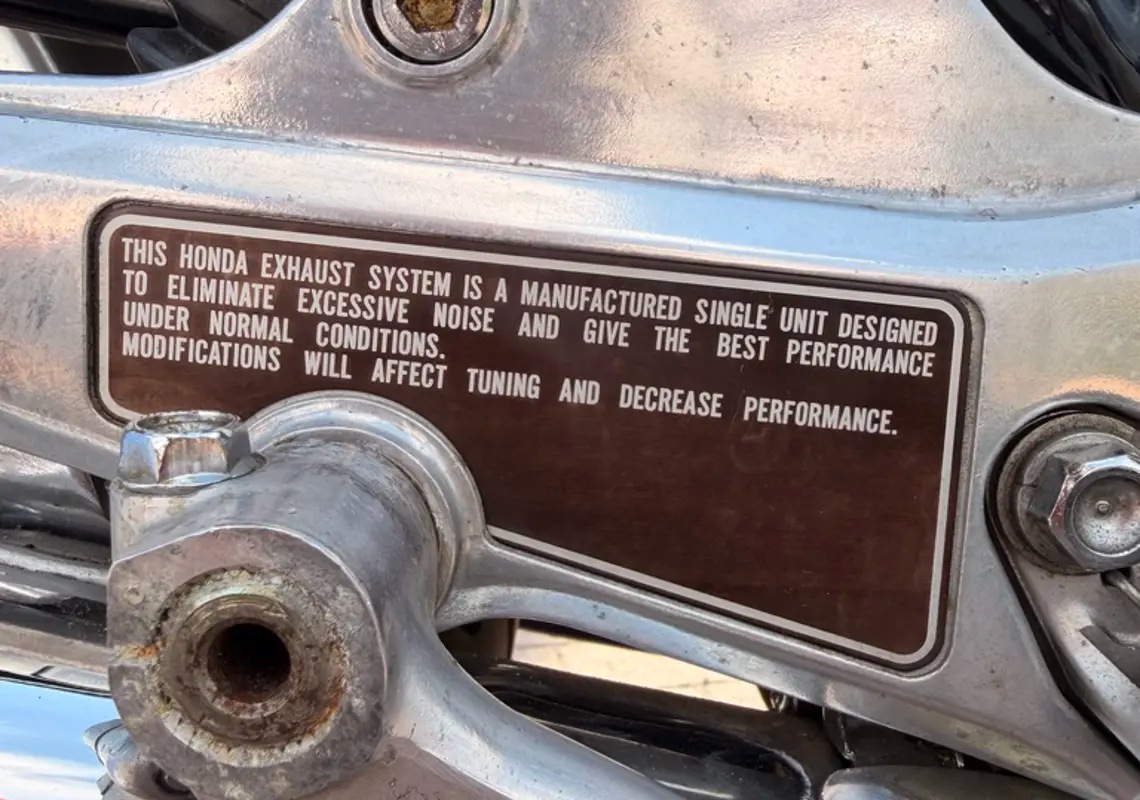 THIS HONDA EXHAUST SYSTEM IS A MANUFACTURED SINGLE UNIT DESIGNED
TO ELIMINATE EXCESSIVE NOISE AND GIVE THE BEST PERFORMANCE
UNDER NORMAL CONDITIONS.
MODIFICATIONS WILL AFFECT TUNING AND DECREASE PERFORMANCE.